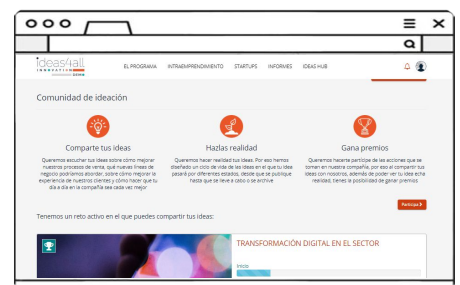 ideas4all
INNOVATION
DEMO
EL PROGRAMA INTRAEMPRENDIMIENTO STARTUPS INFORMES IDEAS HUB
Comunidad de ideación
Comparte tus ideas
Queremos escuchar tus ideas sobre cómo mejorar
nuestros procesos de venta, qué nuevas líneas de
negocio podríamos abordar, sobre cómo mejorar la
experiencia de nuestros clientes y cómo hacer que tu
día a día en la compañía sea cada vez mejor
Hazlas realidad
Queremos hacer realidad tus ideas. Por eso hemos
diseñado un ciclo de vida de las ideas en el que tu idea
pasará por diferentes estados, desde que se publique
hasta que se lleve a cabo o se archive
Gana premios
Queremos hacerte partícipe de las acciones que se
toman en nuestra compañía, por eso al compartir tus
ideas con nosotros, además de poder ver tu idea echa
realidad, tienes la posibilidad de ganar premios
Participa >
Tenemos un reto activo en el que puedes compartir tus ideas:
TRANSFORMACIÓN DIGITAL EN EL SECTOR
Inicio